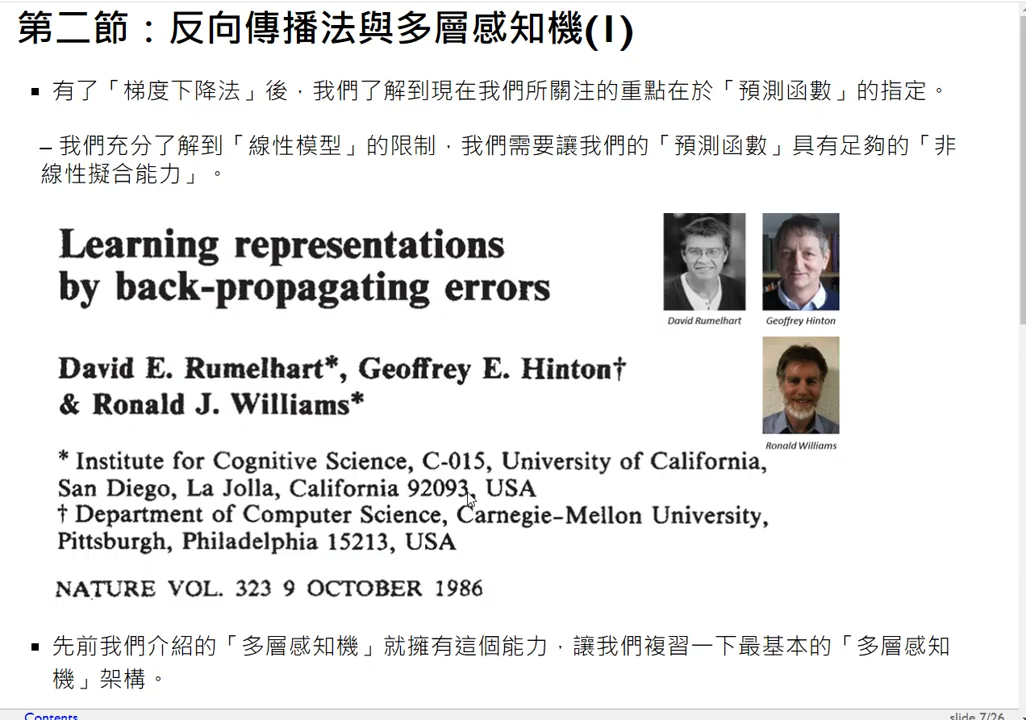 第二節：反向傳播法與多層感知機(1)
有了「梯度下降法」後，我們了解到現在我們所關注的重點在於「預測函數」的指定。
– 我們充分了解到「線性模型」的限制，我們需要讓我們的「預測函數」具有足夠的「非
線性擬合能力」。
Learning representations
by back-propagating errors
David Rumelhart
Geoffrey Hinton
David E. Rumelhart*, Geoffrey E. Hinton†
& Ronald J. Williams*
Ronald Williams
* Institute for Cognitive Science, C-015, University of California,
San Diego, La Jolla, California 92093, USA
† Department of Computer Science, Carnegie-Mellon University,
Pittsburgh, Philadelphia 15213, USA
NATURE VOL. 323 9 OCTOBER 1986
先前我們介紹的「多層感知機」就擁有這個能力，讓我們複習一下最基本的「多層感知
機」架構。
Contents
slide 7/26